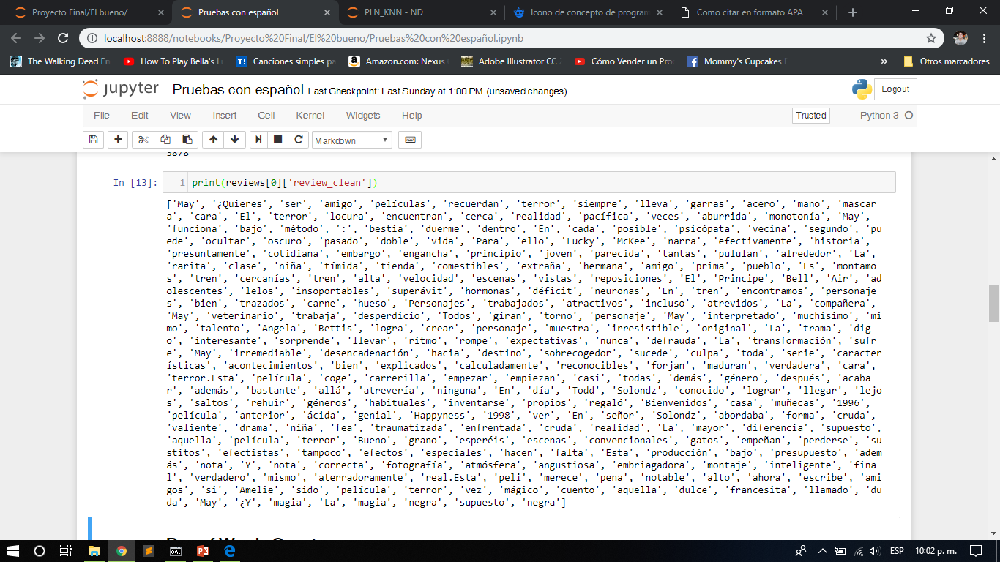 Proyecto Final/El bueno/
Pruebas con español
PLN_KNN - ND
Icono de concepto de program
Como citar en formato APA
localhost:8888/notebooks/Proyecto%20Final/El%20bueno/Pruebas%20con%20español.ipynb
The Walking Dead En
How To Play Bella's Lu
Canciones simples pa
Amazon.com: Nexus
Adobe Illustrator CC 2
Cómo Vender un Pro
Mommy's Cupcakes
Otros marcadores
jupyter Pruebas con español Last Checkpoint: Last Sunday at 1:00 PM (unsaved changes)
Logout
File Edit View Insert Cell Kernel Widgets Help
Trusted
Python 3
Markdown
3878
In [13]: 1 print(reviews[0]['review_clean'])
['May', '¿Quieres', 'ser', 'amigo', 'películas', 'recuerdan', 'terror', 'siempre', 'lleva', 'garras', 'acero', 'mano', 'mascar
a', 'cara', 'El', 'terror', 'locura', 'encuentran', 'cerca', 'realidad', 'pacífica', 'veces', 'aburrida', 'monotonía', 'May',
'funciona', 'bajo', 'método', ':', 'bestia', 'duerme', 'dentro', 'En', 'cada', 'posible', 'psicópata', 'vecina', 'segundo', 'pu
ede', 'ocultar', 'oscuro', 'pasado', 'doble', 'vida', 'Para', 'ello', 'Lucky', 'McKee', 'narra', 'efectivamente', 'historia',
'presuntamente', 'cotidiana', 'embargo', 'engancha', 'principio', 'joven', 'parecida', 'tantas', 'pululan', 'alrededor', 'La',
'rarita', 'clase', 'niña', 'tímida', 'tienda', 'comestibles', 'extraña', 'hermana', 'amigo', 'prima', 'pueblo', 'Es', 'montamo
s', 'tren', 'cercanías', 'tren', 'alta', 'velocidad', 'escenas', 'vistas', 'reposiciones', 'El', 'Principe', 'Bell', 'Air', 'ad
olescentes', 'lelos', 'insoportables', 'superávit', 'hormonas', 'déficit', 'neuronas', 'En', 'tren', 'encontramos', 'personaje
s', 'bien', 'trazados', 'carne', 'hueso', 'Personajes', 'trabajados', 'atractivos', 'incluso', 'atrevidos', 'La', 'compañera',
'May', 'veterinario', 'trabaja', 'desperdicio', 'Todos', 'giran', 'torno', 'personaje', 'May', 'interpretado', 'muchísimo', 'mi
mo', 'talento', 'Angela', 'Bettis', 'logra', 'crear', 'personaje', 'muestra', 'irresistible', 'original', 'La', 'trama', 'dig
o', 'interesante', 'sorprende', 'llevar', 'ritmo', 'rompe', 'expectativas', 'nunca', 'defrauda', 'La', 'transformación', 'sufr
e', 'May', 'irremediable', 'desencadenación', 'hacia', 'destino', 'sobrecogedor', 'sucede', 'culpa', 'toda', 'serie', 'caracter
ísticas', 'acontecimientos', 'bien', 'explicados', 'calculadamente', 'reconocibles', 'forjan', 'maduran', 'verdadera', 'cara',
'terror.Esta', 'película', 'coge', 'carrerilla', 'empezar', 'empiezan', 'casi', 'todas', 'demás', 'género', 'después', 'acaba
r', 'además', 'bastante', 'allá', 'atrevería', 'ninguna', 'En', 'día', 'Todd', 'Solondz', 'conocido', 'lograr', 'llegar', 'lejo
s', 'saltos', 'rehuir', 'géneros', 'habituales', 'inventarse', 'propios', 'regaló', 'Bienvenidos', 'casa', 'muñecas', '1996',
'película', 'anterior', 'ácida', 'genial', 'Happyness', '1998', 'ver', 'En', 'señor', 'Solondz', 'abordaba', 'forma', 'cruda',
'valiente', 'drama', 'niña', 'fea', 'traumatizada', 'enfrentada', 'cruda', 'realidad', 'La', 'mayor', 'diferencia', 'supuesto',
'aquella', 'película', 'terror', 'Bueno', 'grano', 'esperéis', 'escenas', 'convencionales', 'gatos', 'empeñan', 'perderse', 'su
stitos', 'efectistas', 'tampoco', 'efectos', 'especiales', 'hacen', 'falta', 'Esta', 'producción', 'bajo', 'presupuesto', 'adem
ás', 'nota', 'Y', 'nota', 'correcta', 'fotografía', 'atmósfera', 'angustiosa', 'embriagadora', 'montaje', 'inteligente', 'fina
l', 'verdadero', 'mismo', 'aterradoramente', 'real.Esta', 'peli', 'merece', 'pena', 'notable', 'alto', 'ahora', 'escribe', 'ami
gos', 'si', 'Amelie', 'sido', 'película', 'terror', 'vez', 'mágico', 'cuento', 'aquella', 'dulce', 'francesita', 'llamado', 'du
da', 'May', '¿Y', 'magia', 'La', 'magia', 'negra', 'supuesto', 'negra']
ESP
10:02 p. m.